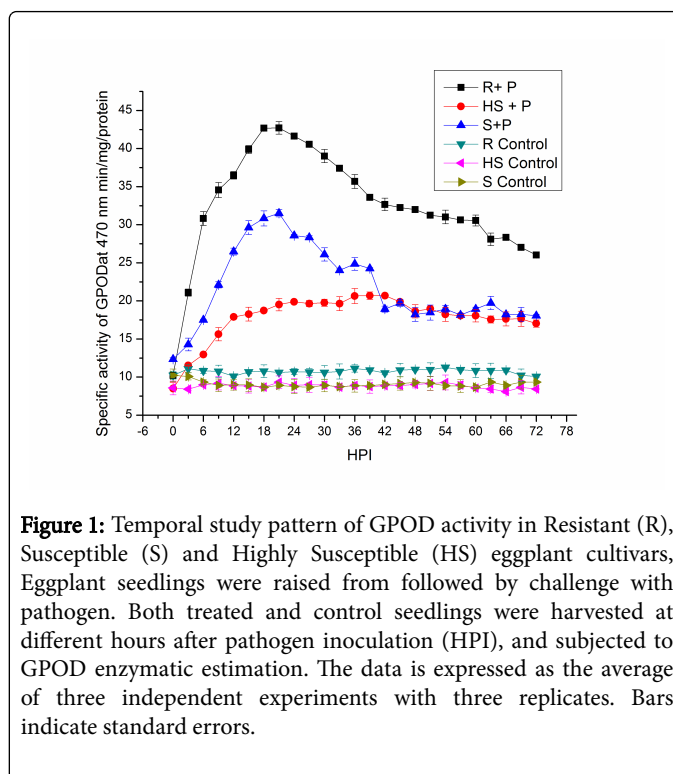 R+ P
HS + P
S+P
R Control
HS Control
S Control
Specific activity of GPODat 470 nm min/mg/protein
45
40
35
30
25
20
15
10
5
-6 0 6 12 18 24 30 36 42 48 54 60 66 72 78
HPI
Figure 1: Temporal study pattern of GPOD activity in Resistant (R),
Susceptible (S) and Highly Susceptible (HS) eggplant cultivars,
Eggplant seedlings were raised from followed by challenge with
pathogen. Both treated and control seedlings were harvested at
different hours after pathogen inoculation (HPI), and subjected to
GPOD enzymatic estimation. The data is expressed as the average
of three independent experiments with three replicates. Bars
indicate standard errors.